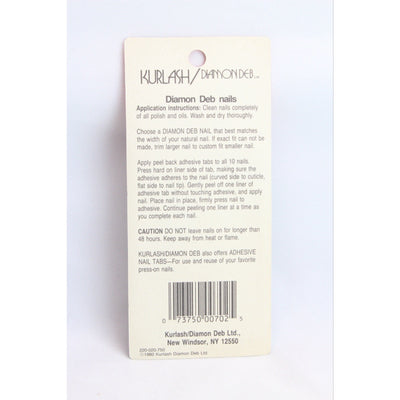 KURLASH/DIAMON DEB
Diamon Deb nails
Application instructions: Clean nails completely
of all polish and oils. Wash and dry thoroughly.
Choose a DIAMON DEB NAIL that best matches
the width of your natural nail. If exact fit can not be
made, trim larger nail to custom fit smaller nail.
Apply peel back adhesive tabs to all 10 nails.
Press hard on liner side of tab, making sure the
adhesive adheres to the nail (curved side to cuticle,
flat side to nail tip). Gently peel off one liner of
adhesive tab without touching adhesive, and apply
nail. Place nail in place, firmly press nail to
adhesive. Continue peeling one liner at a time as
you complete each nail.
CAUTION DO NOT leave nails on for longer than
48 hours. Keep away from heat or flame.
KURLASH/DIAMON DEB also offers ADHESIVE
NAIL TABS—For use and reuse of your favorite
press-on nails.
0 73750 00702 5
Kurlash/Diamon Deb Ltd.,
New Windsor, NY 12550
220-020-750
©1992 Kurlash Diamon Deb Ltd